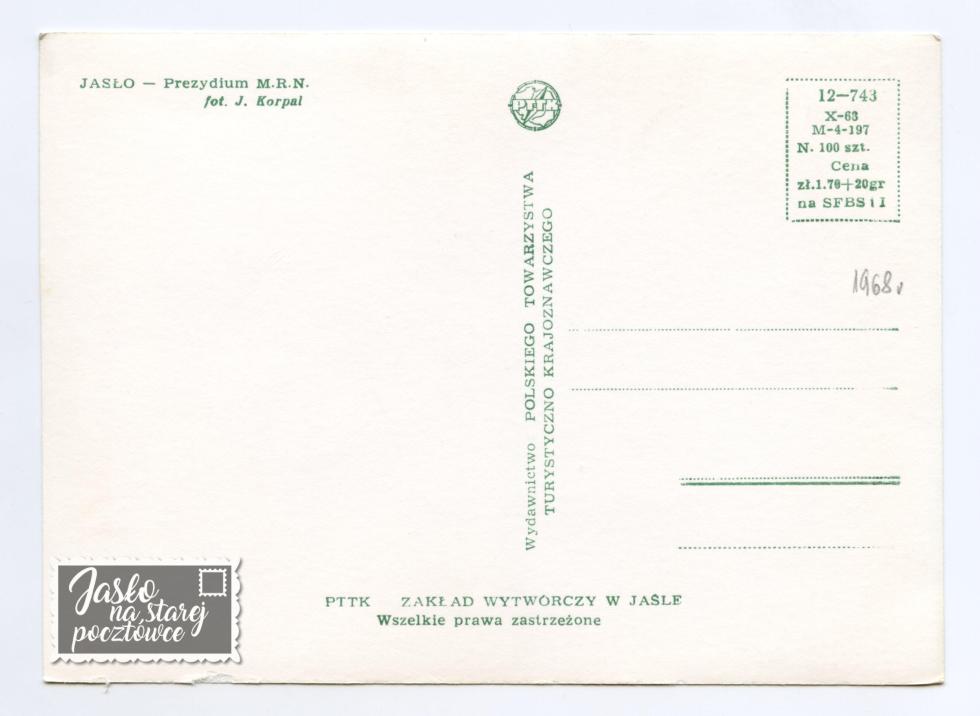 JASŁO — Prezydium M.R.N.
fot. J. Korpal
PTTK
12—743
X-63
M-4-197
N. 100 szt.
Cena
zł.1.70+20gr
na SFBS i I
1968r
Wydawnictwo POLSKIEGO TOWARZYSTWA
TURYSTYCZNO KRAJOZNAWCZEGO
Jasło
na starej
pocztówce
PTTK ZAKŁAD WYTWÓRCZY W JAŚLE
Wszelkie prawa zastrzeżone